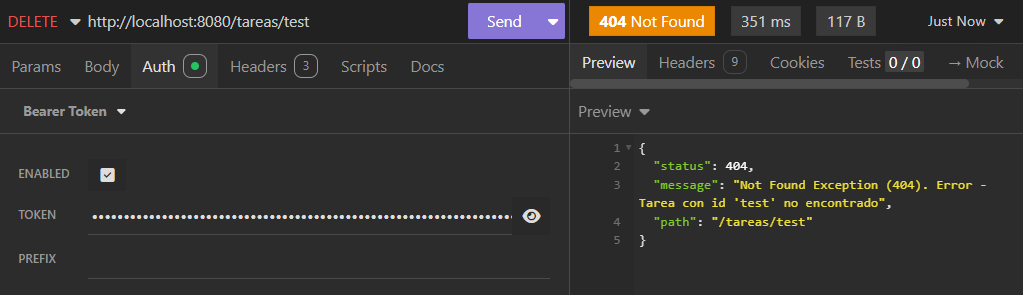 DELETE http://localhost:8080/tareas/test Send
Params Body Auth Headers 3 Scripts Docs
Bearer Token
ENABLED
TOKEN ••••••••••••••••••••••••••••••••••••••••••••••••••••••••••••••••
PREFIX
404 Not Found 351 ms 117 B Just Now
Preview Headers 9 Cookies Tests 0 / 0 → Mock
Preview
1 {
2 "status": 404,
3 "message": "Not Found Exception (404). Error -
Tarea con id 'test' no encontrado",
4 "path": "/tareas/test"
5 }